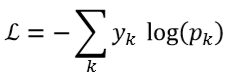 ℒ = − ∑_k y_k log(p_k)